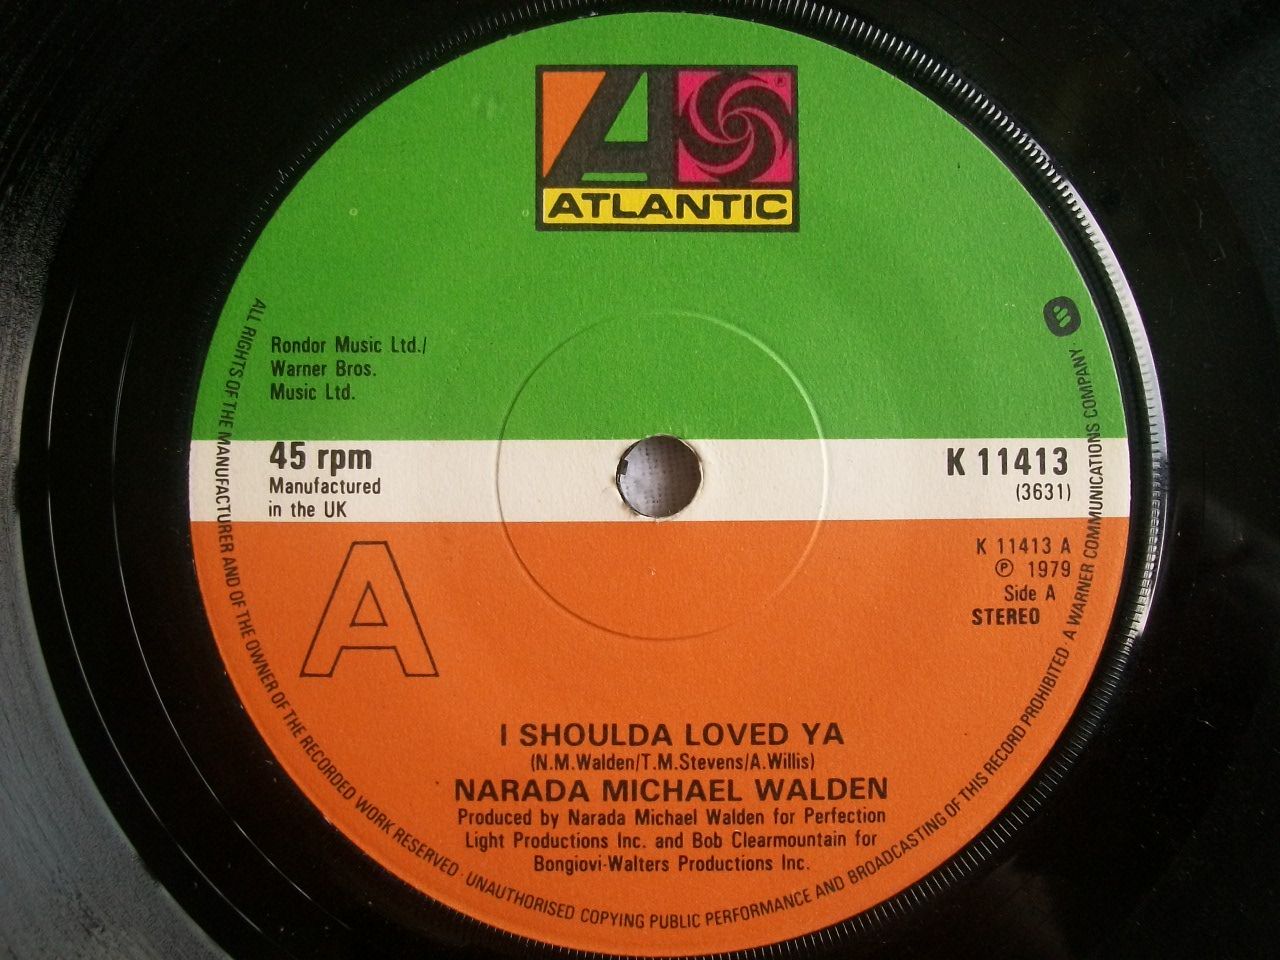 ATLANTIC
Rondor Music Ltd./
Warner Bros.
Music Ltd.
45 rpm
Manufactured
in the UK
K 11413
(3631)
K 11413 A
℗ 1979
Side A
STEREO
A
I SHOULDA LOVED YA
(N.M.Walden/T.M.Stevens/A.Willis)
NARADA MICHAEL WALDEN
Produced by Narada Michael Walden for Perfection
Light Productions Inc. and Bob Clearmountain for
Bongiovi-Walters Productions Inc.
ALL RIGHTS OF THE MANUFACTURER AND OF THE OWNER OF THE RECORDED WORK RESERVED · UNAUTHORISED COPYING PUBLIC PERFORMANCE AND BROADCASTING OF THIS RECORD PROHIBITED · A WARNER COMMUNICATIONS COMPANY.